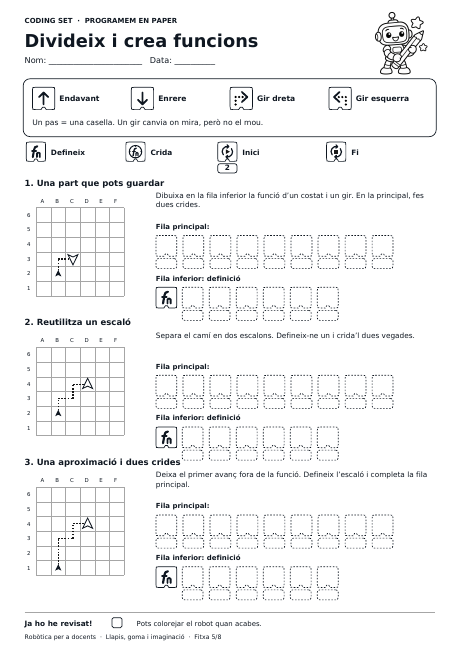 CODING SET · PROGRAMEM EN PAPER
Divideix i crea funcions
Nom: ____________________ Data: __________
Endavant Enrere Gir dreta Gir esquerra
Un pas = una casella. Un gir canvia on mira, però no el mou.
fn Defineix fn Crida Inici Fi
2
1. Una part que pots guardar
Dibuixa en la fila inferior la funció d’un costat i un gir. En la principal, fes
dues crides.
A B C D E F
6
5
4
3
2
1
Fila principal:
Fila inferior: definició
fn
2. Reutilitza un escaló
Separa el camí en dos escalons. Defineix-ne un i crida’l dues vegades.
A B C D E F
6
5
4
3
2
1
Fila principal:
Fila inferior: definició
fn
3. Una aproximació i dues crides
Deixa el primer avanç fora de la funció. Defineix l’escaló i completa la fila
principal.
A B C D E F
6
5
4
3
2
1
Fila principal:
Fila inferior: definició
fn
Ja ho he revisat! Pots colorejar el robot quan acabes.
Robòtica per a docents · Llapis, goma i imaginació · Fitxa 5/8